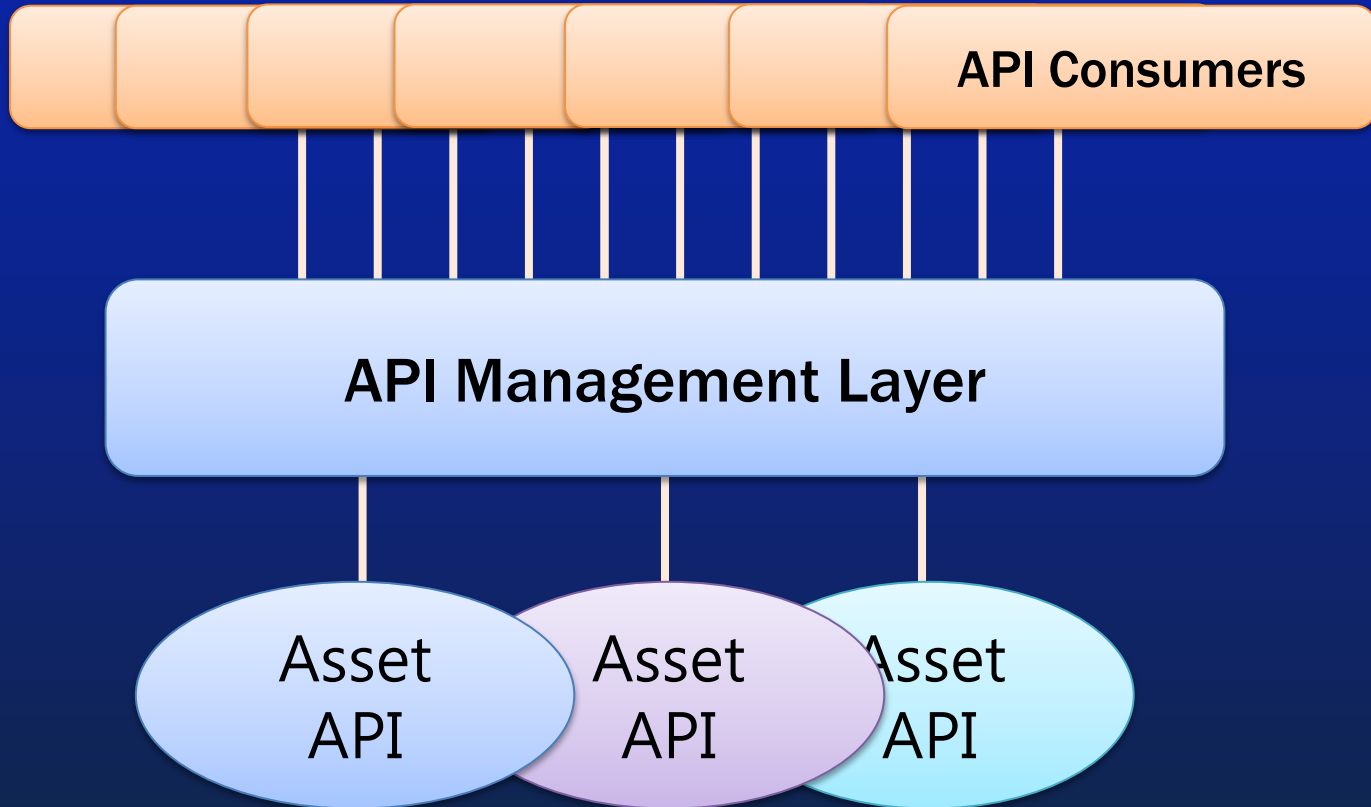 API Consumers
API Management Layer
Asset
API
Asset
API
Asset
API